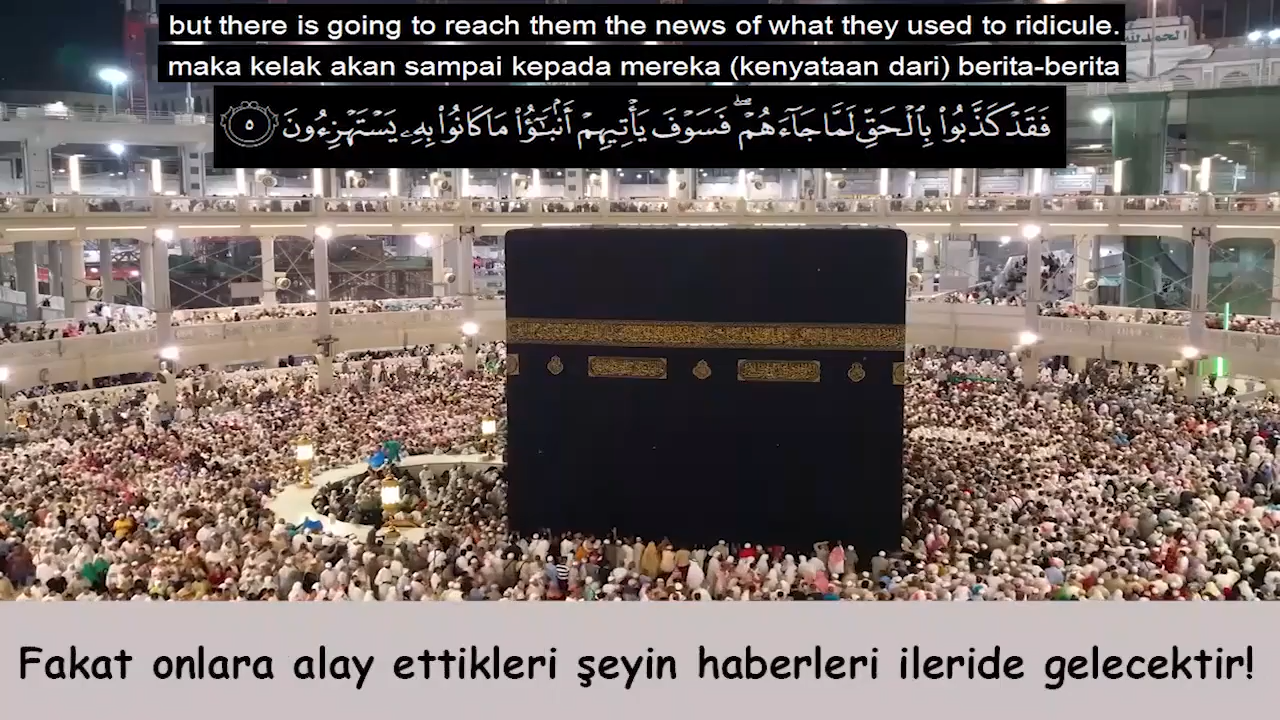 but there is going to reach them the news of what they used to ridicule.
maka kelak akan sampai kepada mereka (kenyataan dari) berita-berita
فَقَدْ كَذَّبُوا۟ بِٱلْحَقِّ لَمَّا جَآءَهُمْ ۖ فَسَوْفَ يَأْتِيهِمْ أَنۢبَـٰٓؤُا۟ مَا كَانُوا۟ بِهِۦ يَسْتَهْزِءُونَ ٥
Fakat onlara alay ettikleri şeyin haberleri ileride gelecektir!